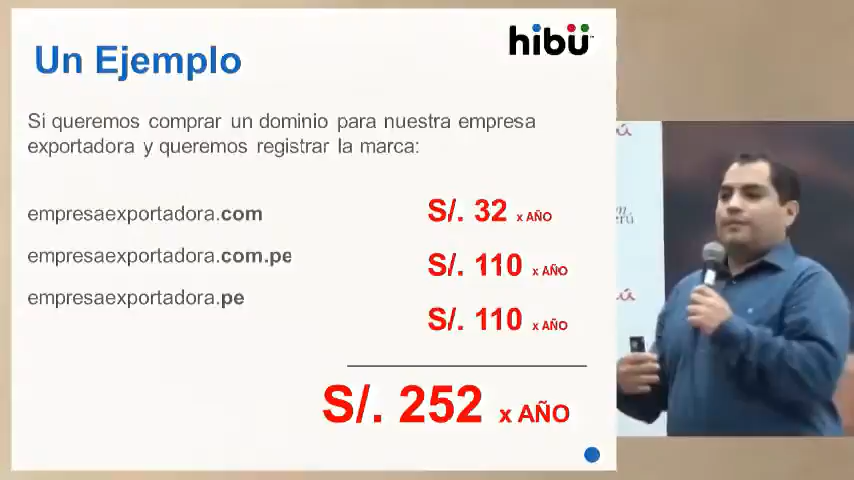 Un Ejemplo
hibü
Si queremos comprar un dominio para nuestra empresa
exportadora y queremos registrar la marca:
empresaexportadora.com S/. 32 x AÑO
empresaexportadora.com.pe S/. 110 x AÑO
empresaexportadora.pe S/. 110 x AÑO
S/. 252 x AÑO